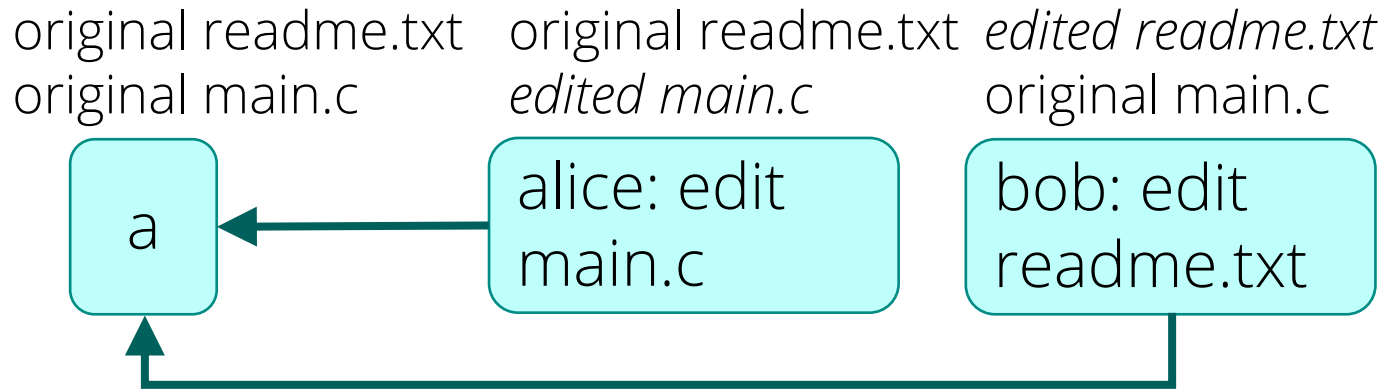 original readme.txt
original main.c
original readme.txt
edited main.c
edited readme.txt
original main.c
a
alice: edit
main.c
bob: edit
readme.txt